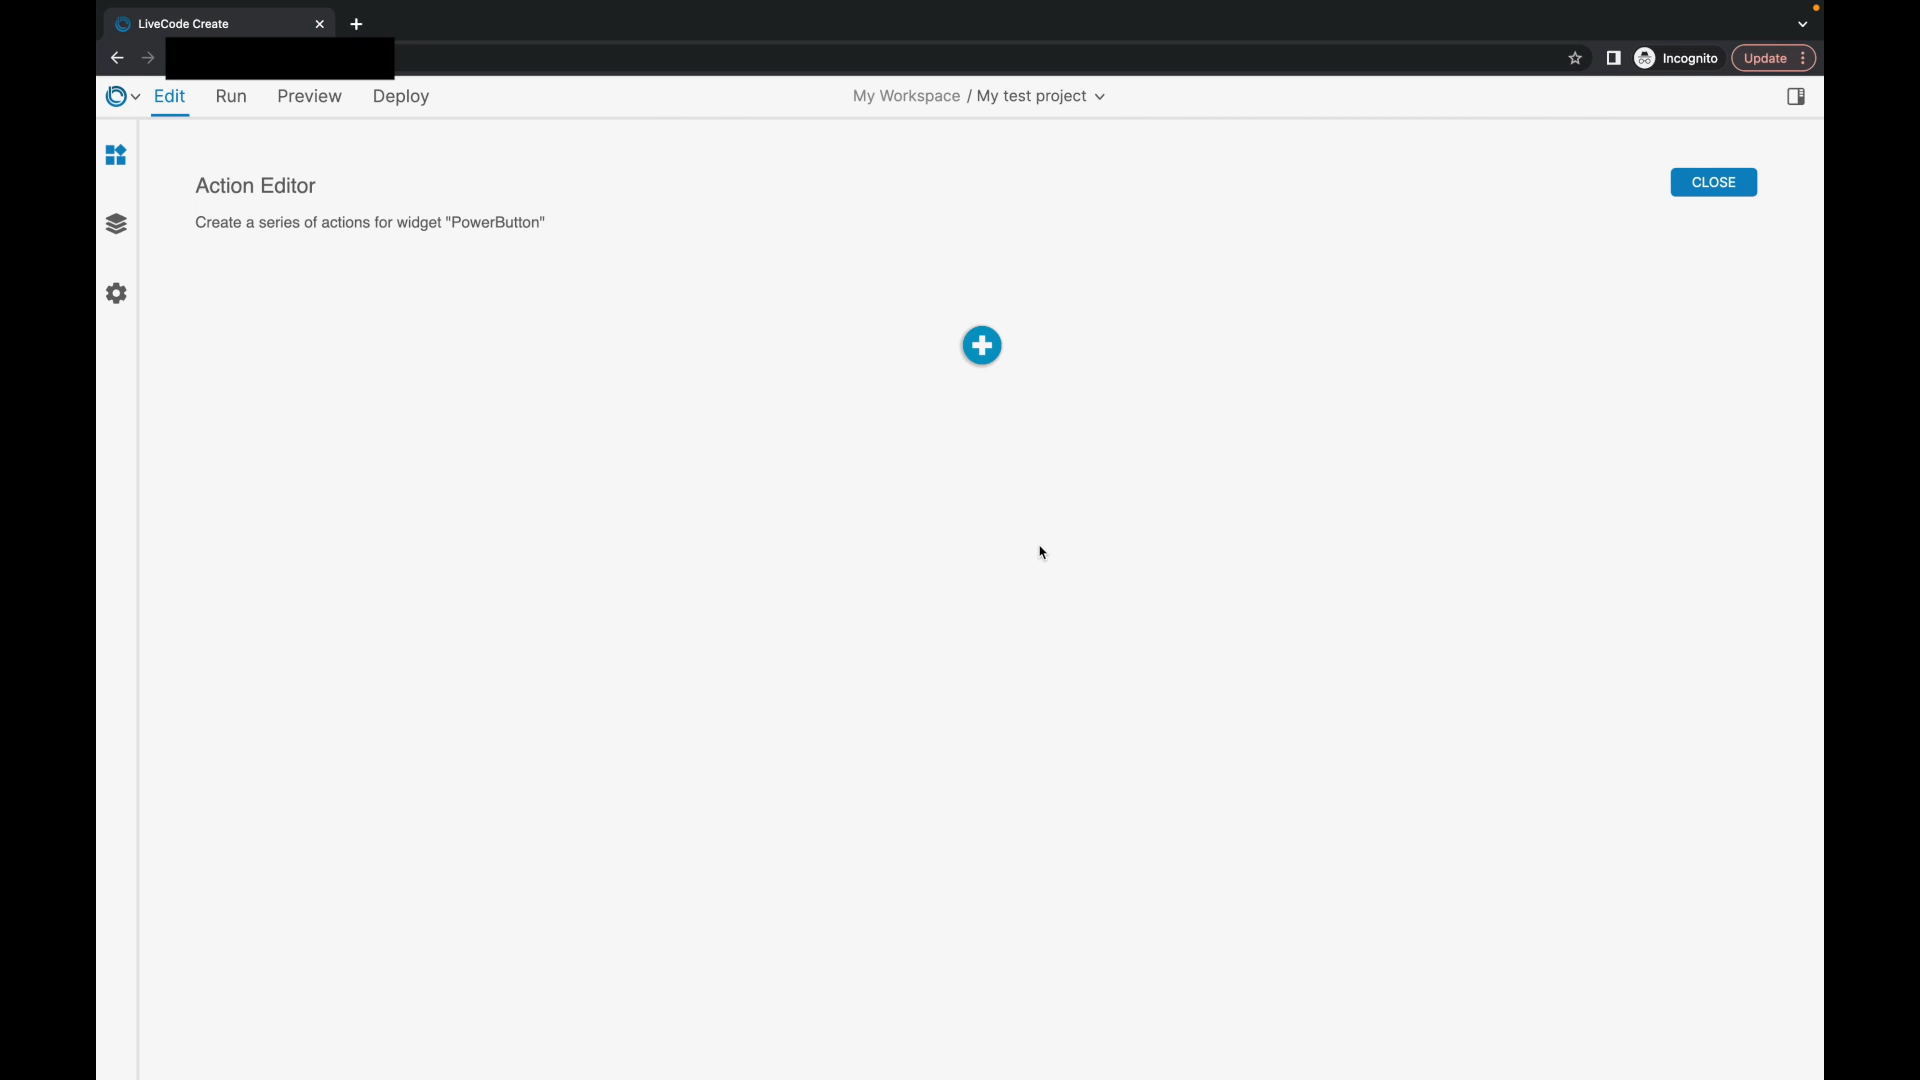 LiveCode Create
Incognito
Update
Edit Run Preview Deploy
My Workspace / My test project
Action Editor
CLOSE
Create a series of actions for widget "PowerButton"